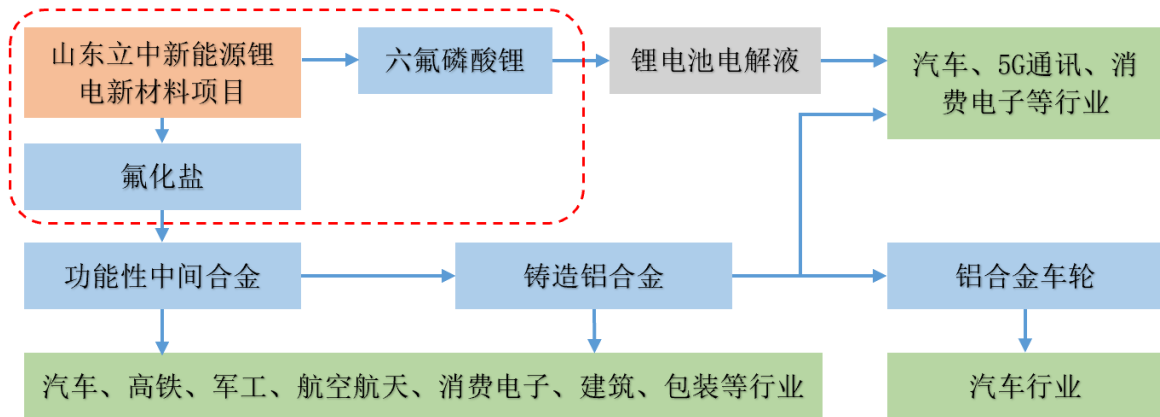 山东立中新能源锂
电新材料项目
六氟磷酸锂
锂电池电解液
汽车、5G通讯、消
费电子等行业
氟化盐
功能性中间合金
铸造铝合金
铝合金车轮
汽车、高铁、军工、航空航天、消费电子、建筑、包装等行业
汽车行业